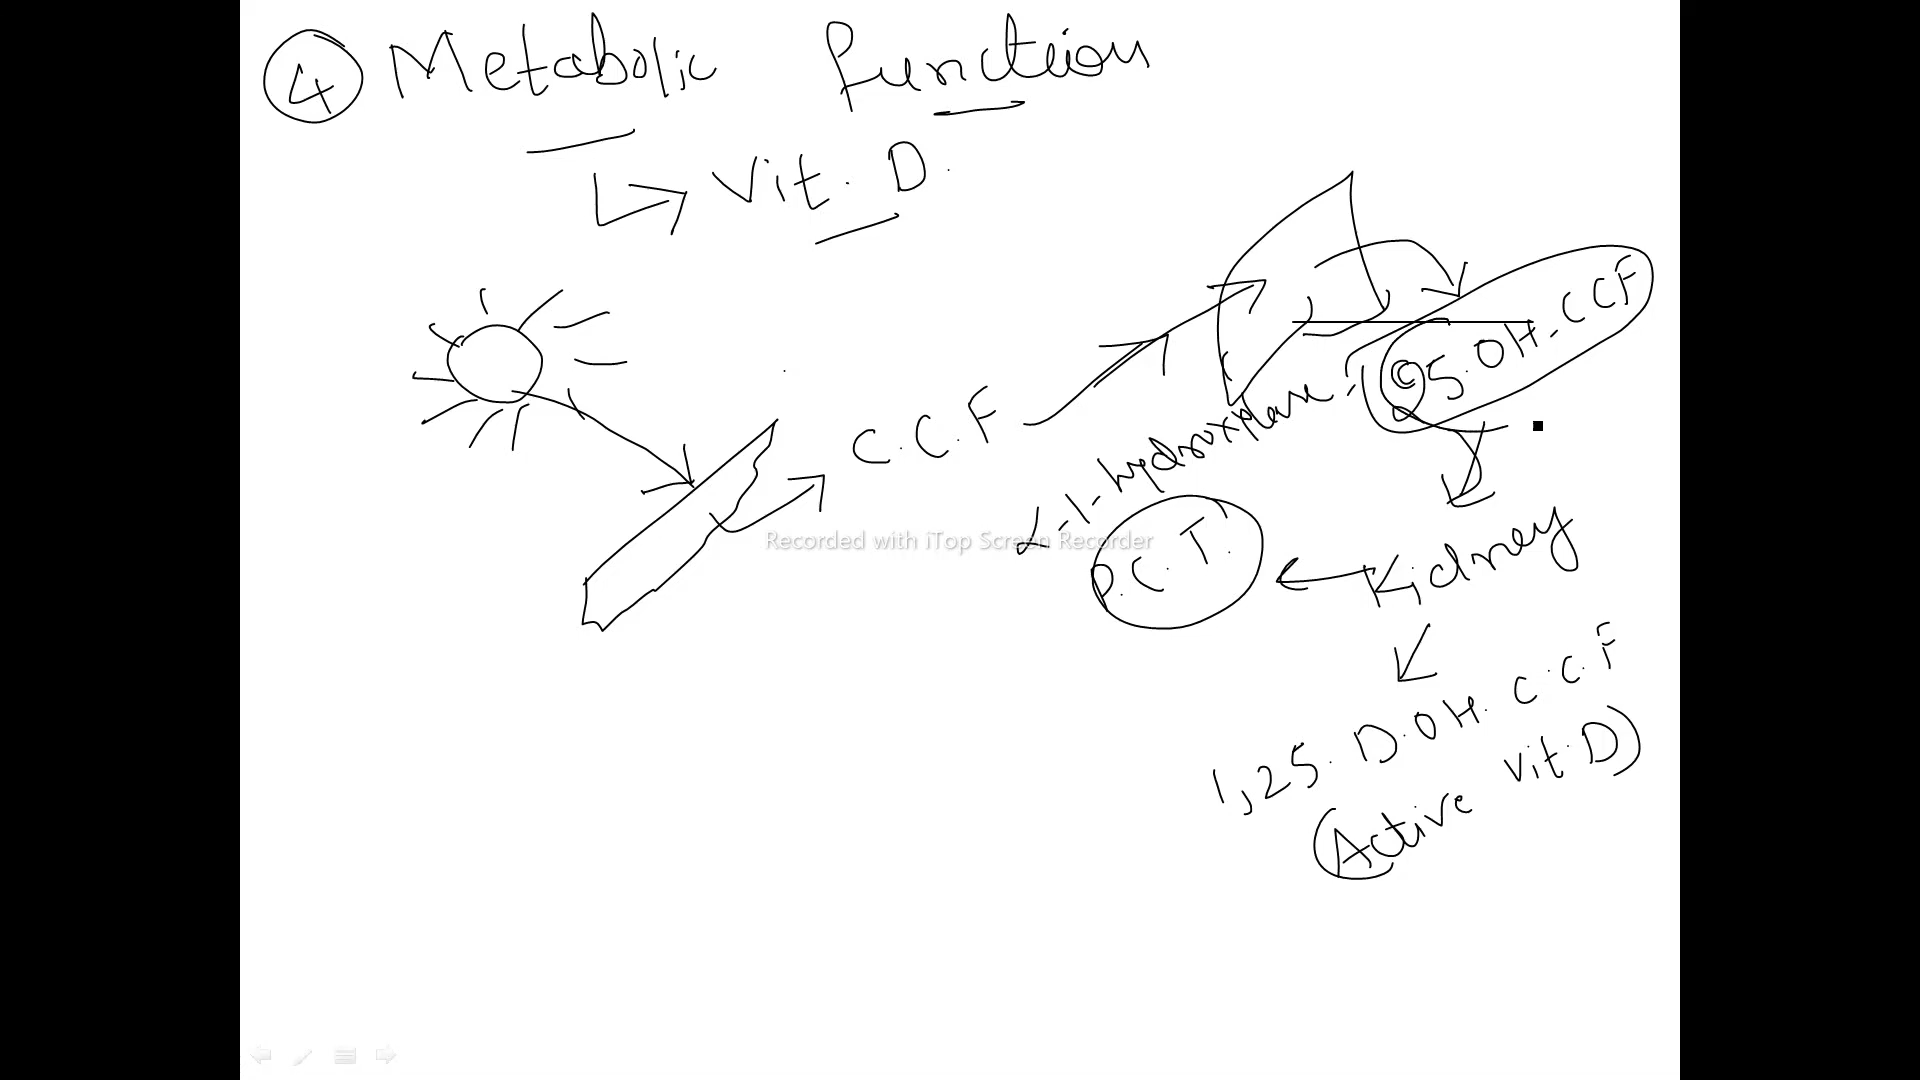 4 Metabolic function
Vit. D.
C.C.F
25.OH-CCF
α-1-hydroxylase
P.C.T.
Kidney
1,25.D.OH.C.C.F
(Active Vit.D)
Recorded with iTop Screen Recorder